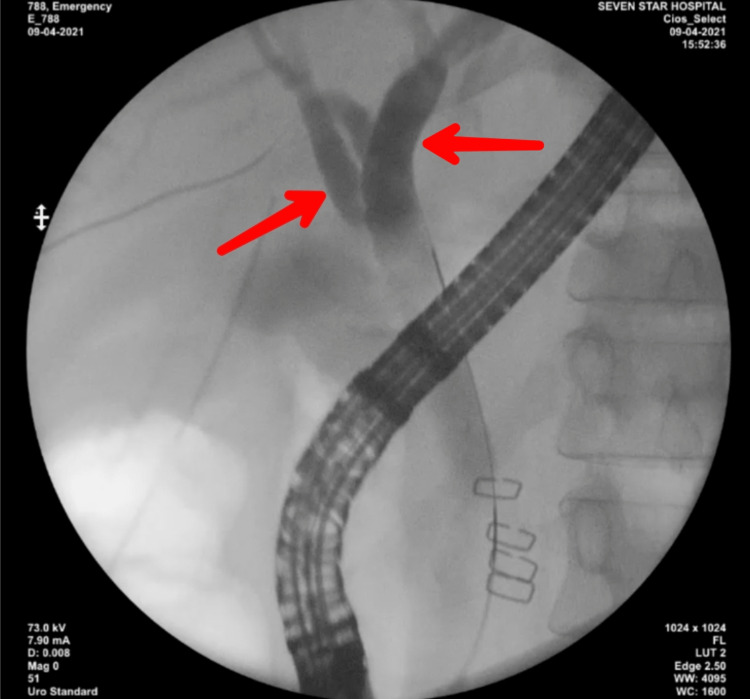 788, Emergency
E_788
09-04-2021
SEVEN STAR HOSPITAL
Cios_Select
09-04-2021
15:52:36
73.0 kV
7.90 mA
D: 0.008
Mag 0
51
Uro Standard
1024 x 1024
FL
LUT 2
Edge 2.50
WW: 4095
WC: 1600